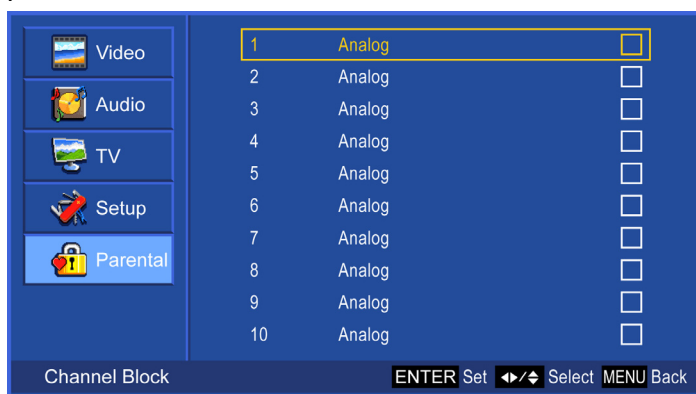 Video
Audio
TV
Setup
Parental
1 Analog
2 Analog
3 Analog
4 Analog
5 Analog
6 Analog
7 Analog
8 Analog
9 Analog
10 Analog
Channel Block
ENTER Set ◂▸/▴▾ Select MENU Back